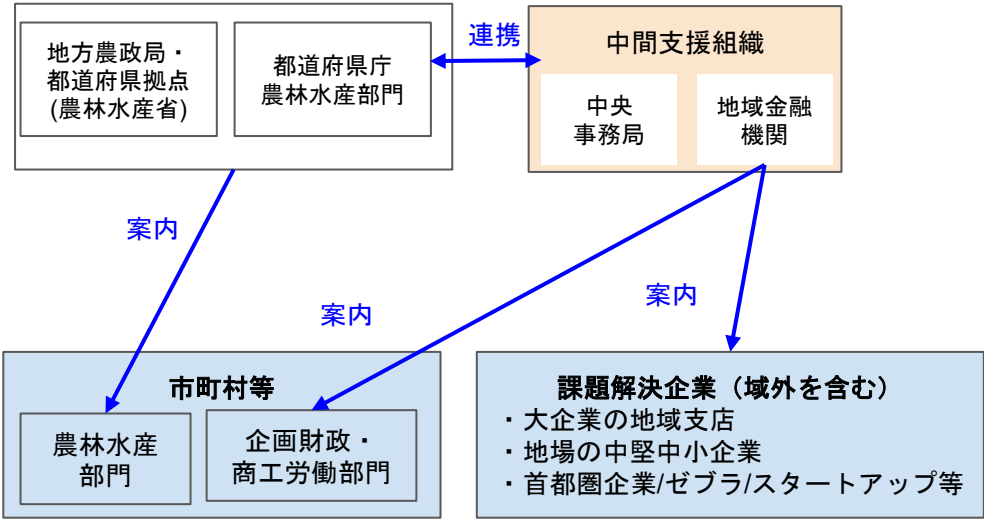 地方農政局・
都道府県拠点
(農林水産省)
都道府県庁
農林水産部門
連携
中間支援組織
中央
事務局
地域金融
機関
案内
案内
案内
市町村等
農林水産
部門
企画財政・
商工労働部門
課題解決企業（域外を含む）
・大企業の地域支店
・地場の中堅中小企業
・首都圏企業/ゼブラ/スタートアップ等